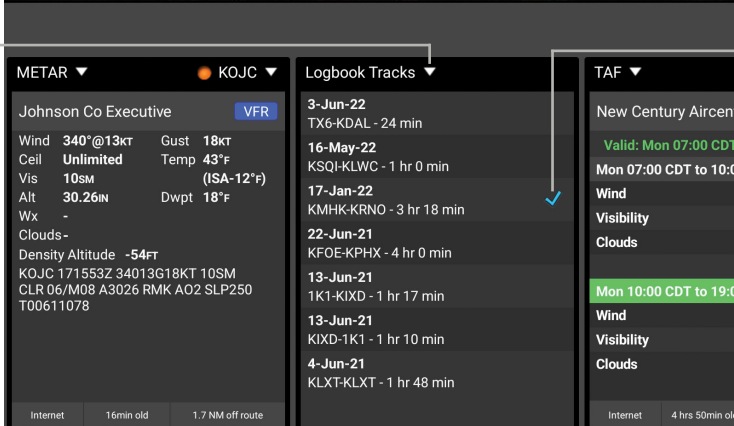 METAR
KOJC
Johnson Co Executive
VFR
Wind 340°@13KT Gust 18KT
Ceil Unlimited Temp 43°F
Vis 10SM (ISA-12°F)
Alt 30.26IN Dwpt 18°F
Wx -
Clouds-
Density Altitude -54FT
KOJC 171553Z 34013G18KT 10SM
CLR 06/M08 A3026 RMK AO2 SLP250
T00611078
Internet
16min old
1.7 NM off route
Logbook Tracks
3-Jun-22
TX6-KDAL - 24 min
16-May-22
KSQI-KLWC - 1 hr 0 min
17-Jan-22
KMHK-KRNO - 3 hr 18 min
22-Jun-21
KFOE-KPHX - 4 hr 0 min
13-Jun-21
1K1-KIXD - 1 hr 17 min
13-Jun-21
KIXD-1K1 - 1 hr 10 min
4-Jun-21
KLXT-KLXT - 1 hr 48 min
TAF
New Century Aircen
Valid: Mon 07:00 CDT
Mon 07:00 CDT to 10:0
Wind
Visibility
Clouds
Mon 10:00 CDT to 19:0
Wind
Visibility
Clouds
Internet
4 hrs 50min old